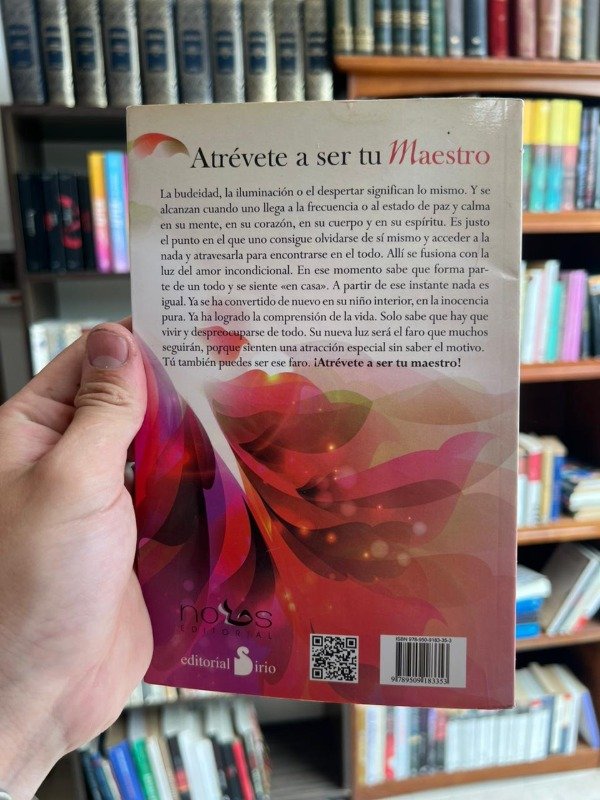 Atrévete a ser tu Maestro
La budeidad, la iluminación o el despertar significan lo mismo. Y se
alcanzan cuando uno llega a la frecuencia o al estado de paz y calma
en su mente, en su corazón, en su cuerpo y en su espíritu. Es justo
el punto en el que uno consigue olvidarse de sí mismo y acceder a la
nada y atravesarla para encontrarse en el todo. Allí se fusiona con la
luz del amor incondicional. En ese momento sabe que forma par-
te de un todo y se siente «en casa». A partir de ese instante nada es
igual. Ya se ha convertido de nuevo en su niño interior, en la inocencia
pura. Ya ha logrado la comprensión de la vida. Solo sabe que hay que
vivir y despreocuparse de todo. Su nueva luz será el faro que muchos
seguirán, porque sienten una atracción especial sin saber el motivo.
Tú también puedes ser ese faro. ¡Atrévete a ser tu maestro!
EDITORIAL
editorial Sirio
ISBN 978-950-9183-35-3
9789509183353